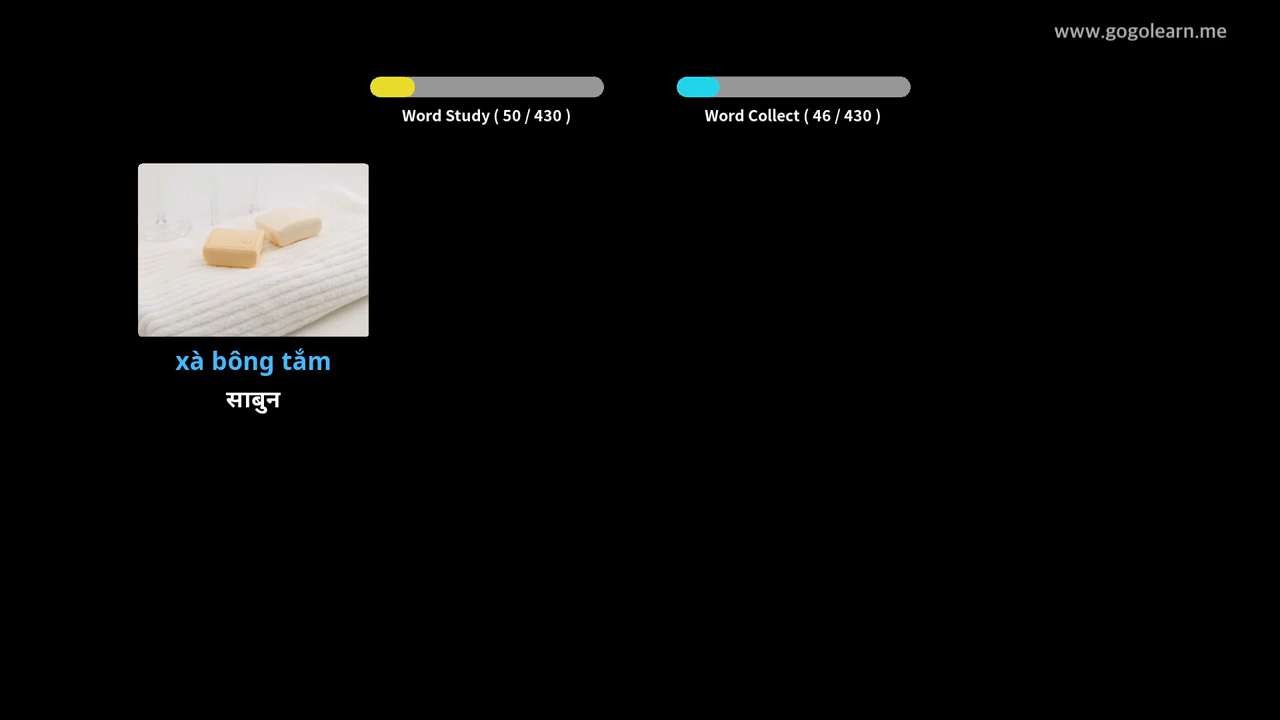 www.gogolearn.me
Word Study ( 50 / 430 )
Word Collect ( 46 / 430 )
xà bông tắm
साबुन